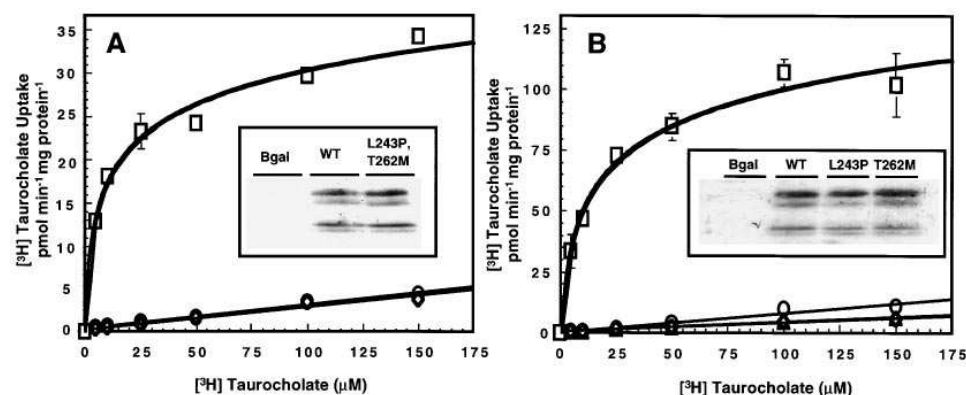 A
[³H] Taurocholate Uptake
pmol min⁻¹ mg protein⁻¹
35
30
25
20
15
10
5
0
Bgal WT L243P, T262M
0 25 50 75 100 125 150 175
[³H] Taurocholate (μM)
B
[³H] Taurocholate Uptake
pmol min⁻¹ mg protein⁻¹
125
100
75
50
25
0
Bgal WT L243P T262M
0 25 50 75 100 125 150 175
[³H] Taurocholate (μM)